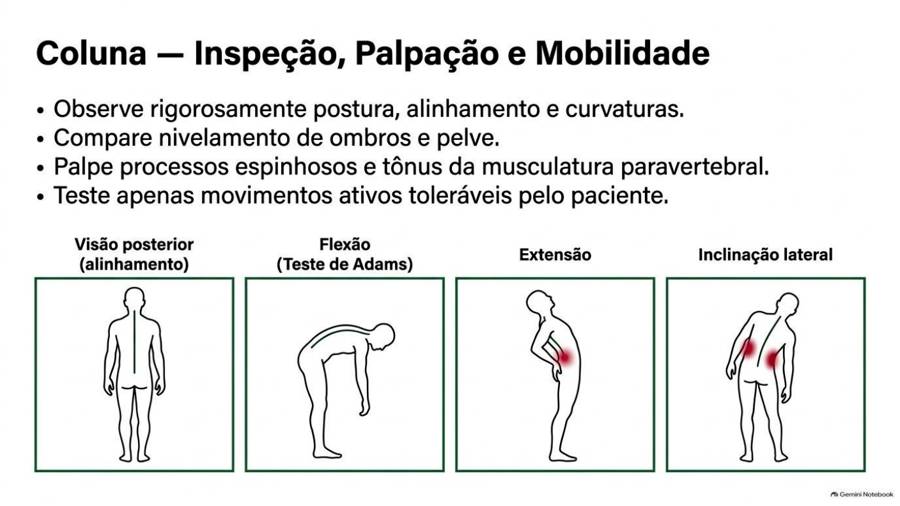 Coluna — Inspeção, Palpação e Mobilidade
• Observe rigorosamente postura, alinhamento e curvaturas.
• Compare nivelamento de ombros e pelve.
• Palpe processos espinhosos e tônus da musculatura paravertebral.
• Teste apenas movimentos ativos toleráveis pelo paciente.
Visão posterior
(alinhamento)
Flexão
(Teste de Adams)
Extensão
Inclinação lateral
Gemini Notebook